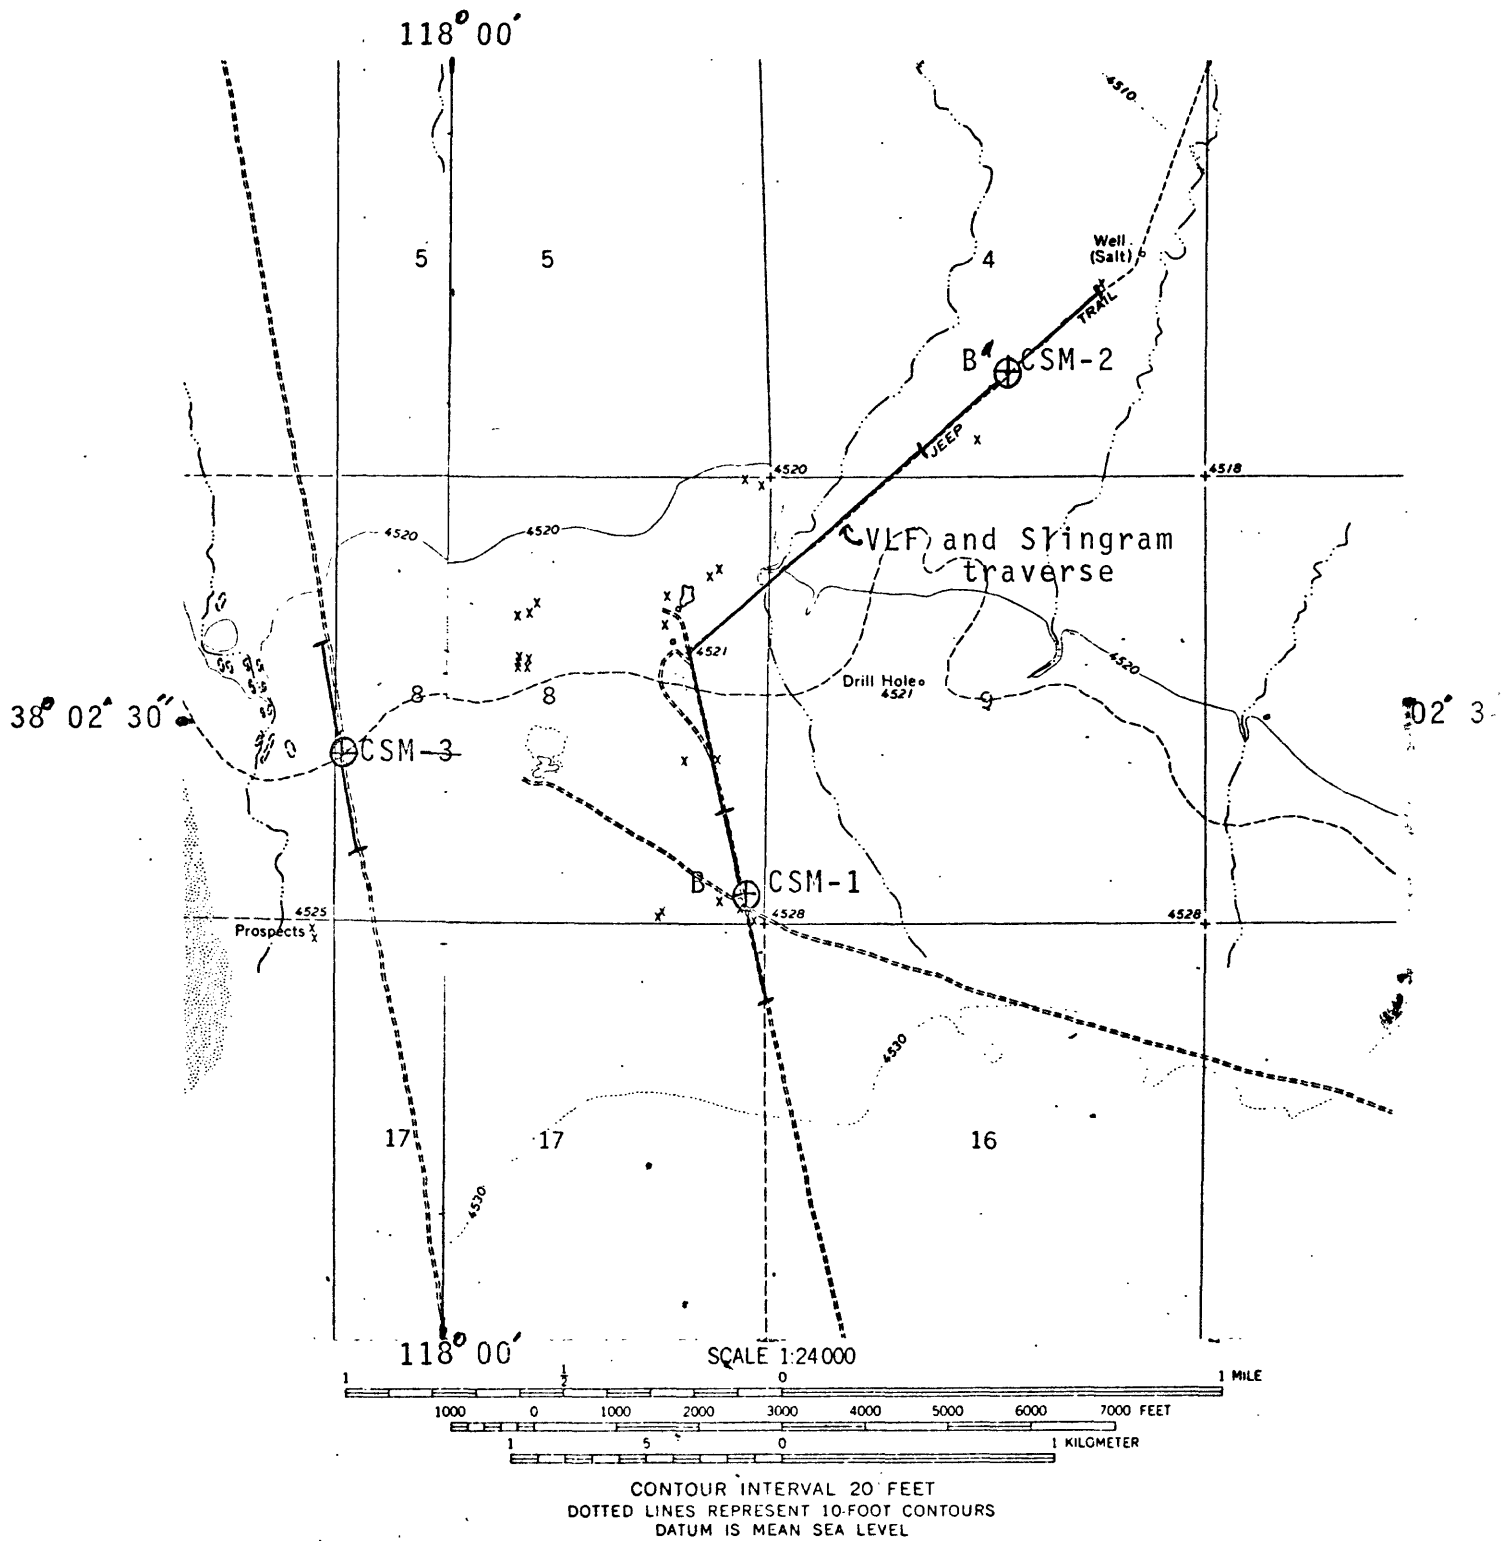 118° 00'
4510
Well
(Salt)
5
5
4
TRAIL
B' CSM-2
JEEP
4520
4518
4520
4520
VLF and Slingram
traverse
4521
4520
Drill Hole
4521
8
8
9
38° 02' 30"
02' 3
CSM-3
B CSM-1
4525
4528
4528
Prospects
4530
17
17
16
4530
118° 00'
SCALE 1:24000
1 ½ 0 1 MILE
1000 0 1000 2000 3000 4000 5000 6000 7000 FEET
1 5 0 1 KILOMETER
CONTOUR INTERVAL 20 FEET
DOTTED LINES REPRESENT 10-FOOT CONTOURS
DATUM IS MEAN SEA LEVEL